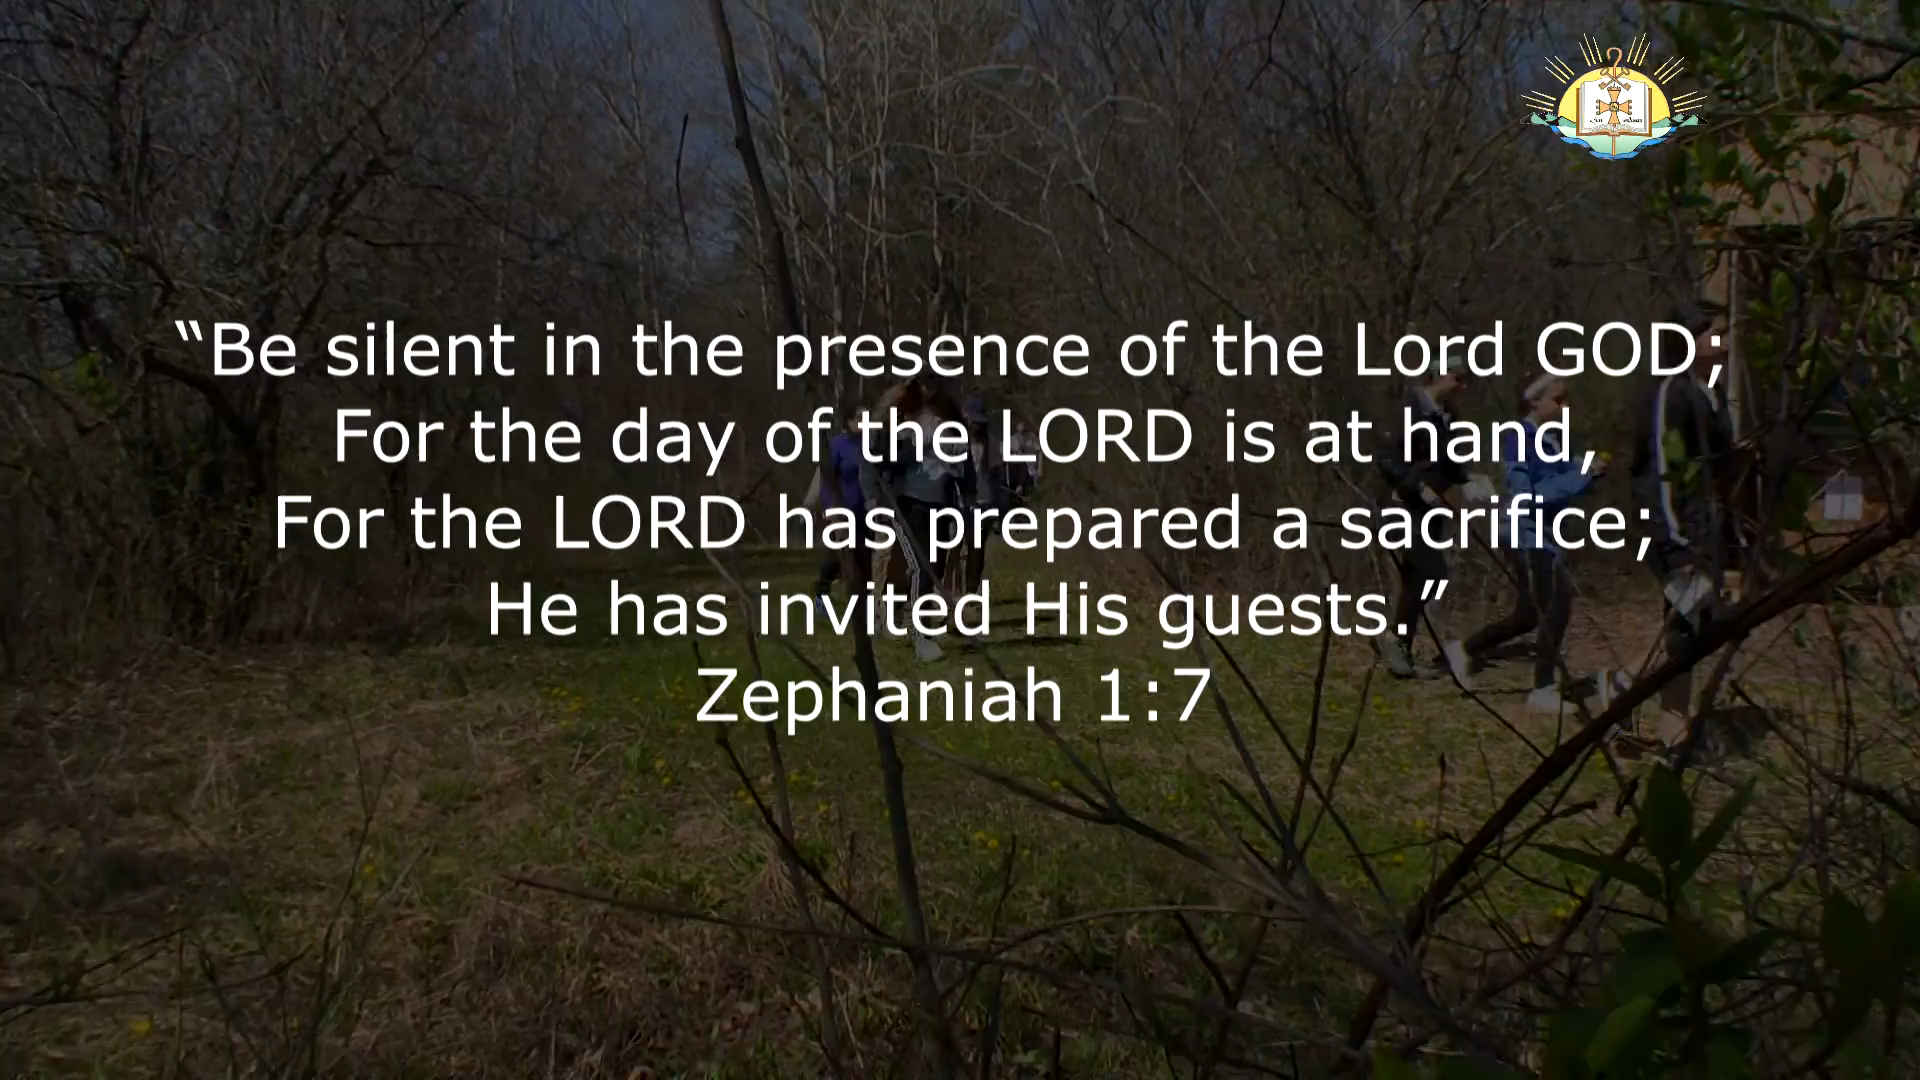 “Be silent in the presence of the Lord GOD;
For the day of the LORD is at hand,
For the LORD has prepared a sacrifice;
He has invited His guests.”
Zephaniah 1:7